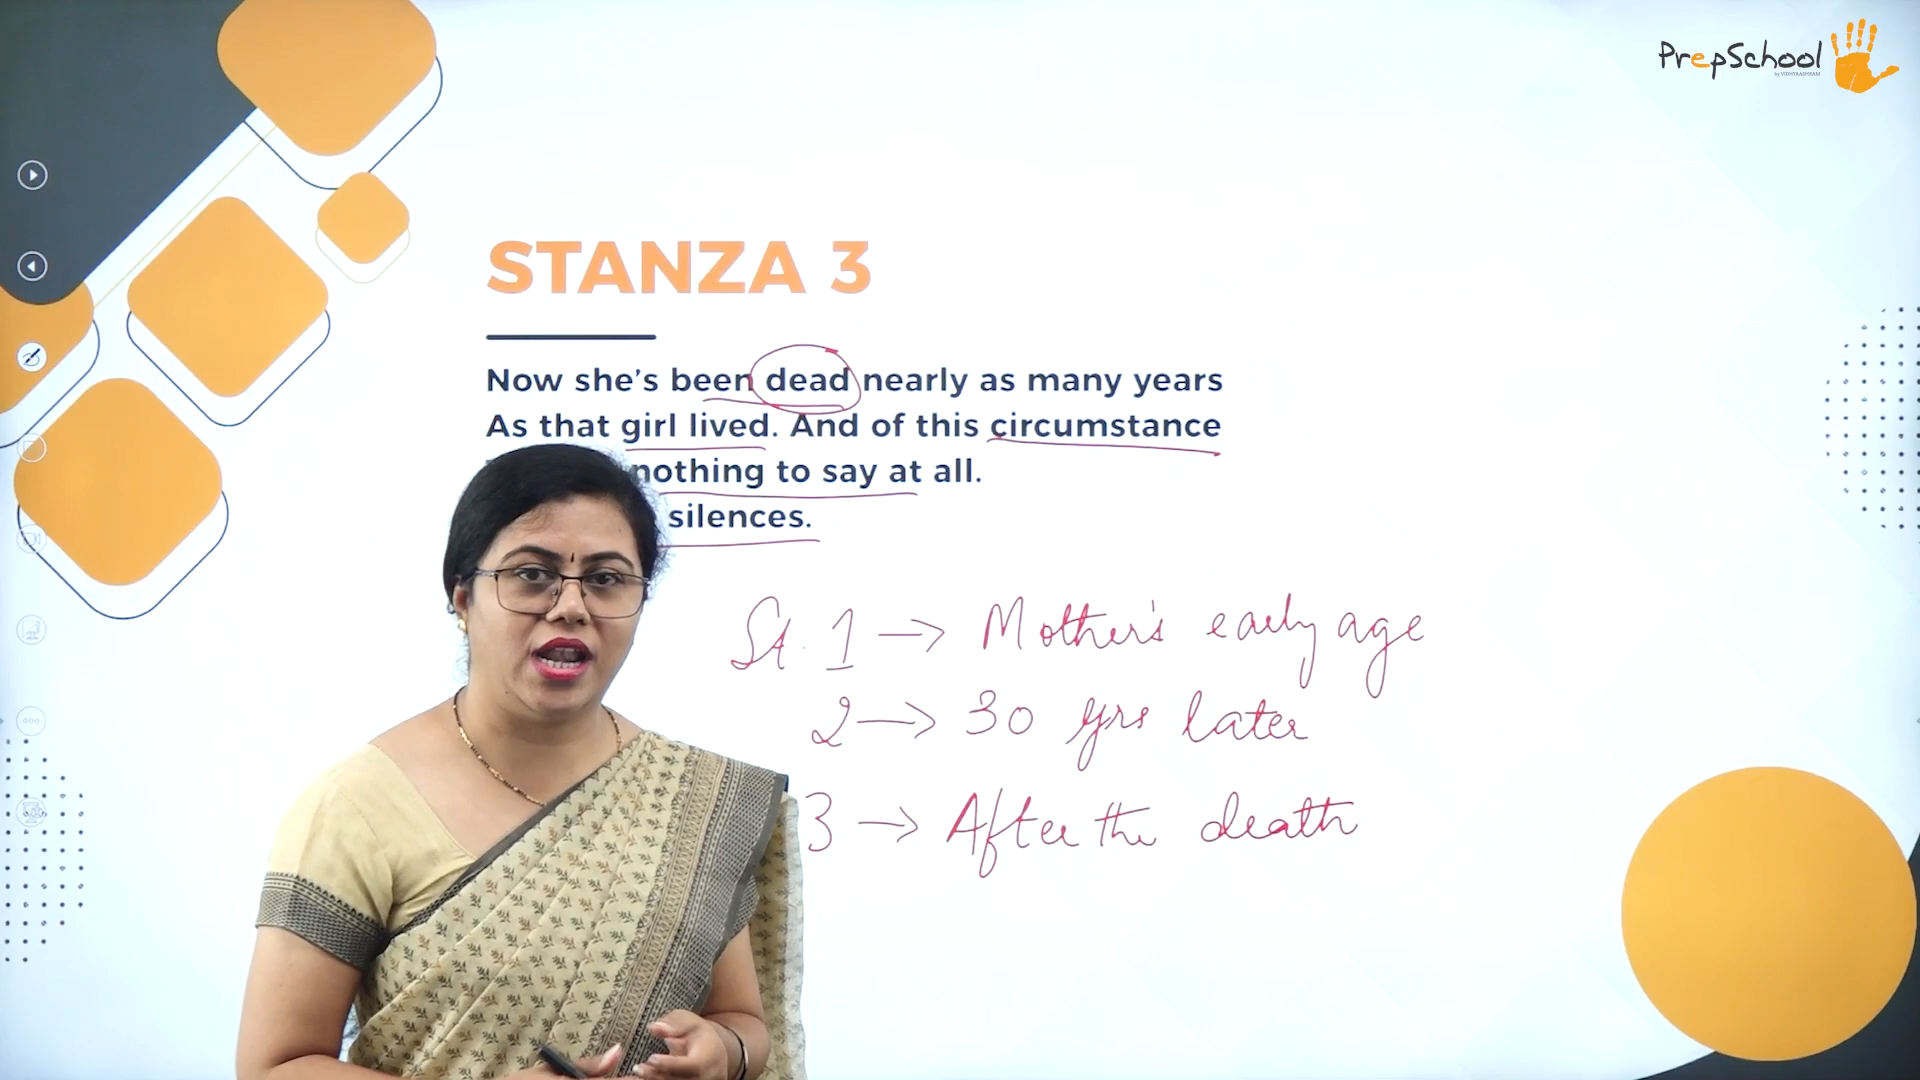 PrepSchool
by VIDHYAASHRAM
STANZA 3
Now she's been dead nearly as many years
As that girl lived. And of this circumstance
nothing to say at all.
silences.
St. 1 → Mother's early age
2 → 30 yrs later
3 → After the death